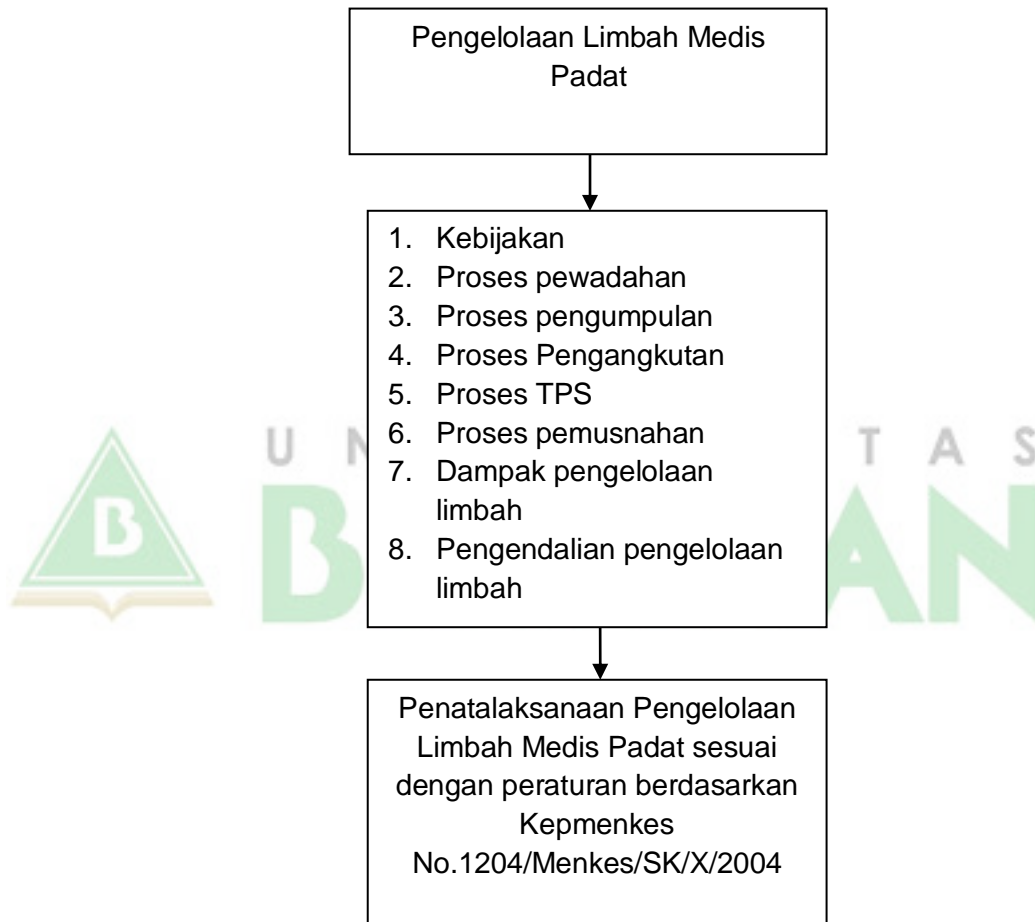 Pengelolaan Limbah Medis
Padat
1. Kebijakan
2. Proses pewadahan
3. Proses pengumpulan
4. Proses Pengangkutan
5. Proses TPS
6. Proses pemusnahan
7. Dampak pengelolaan
limbah
8. Pengendalian pengelolaan
limbah
U N T A S
B
B AN
Penatalaksanaan Pengelolaan
Limbah Medis Padat sesuai
dengan peraturan berdasarkan
Kepmenkes
No.1204/Menkes/SK/X/2004